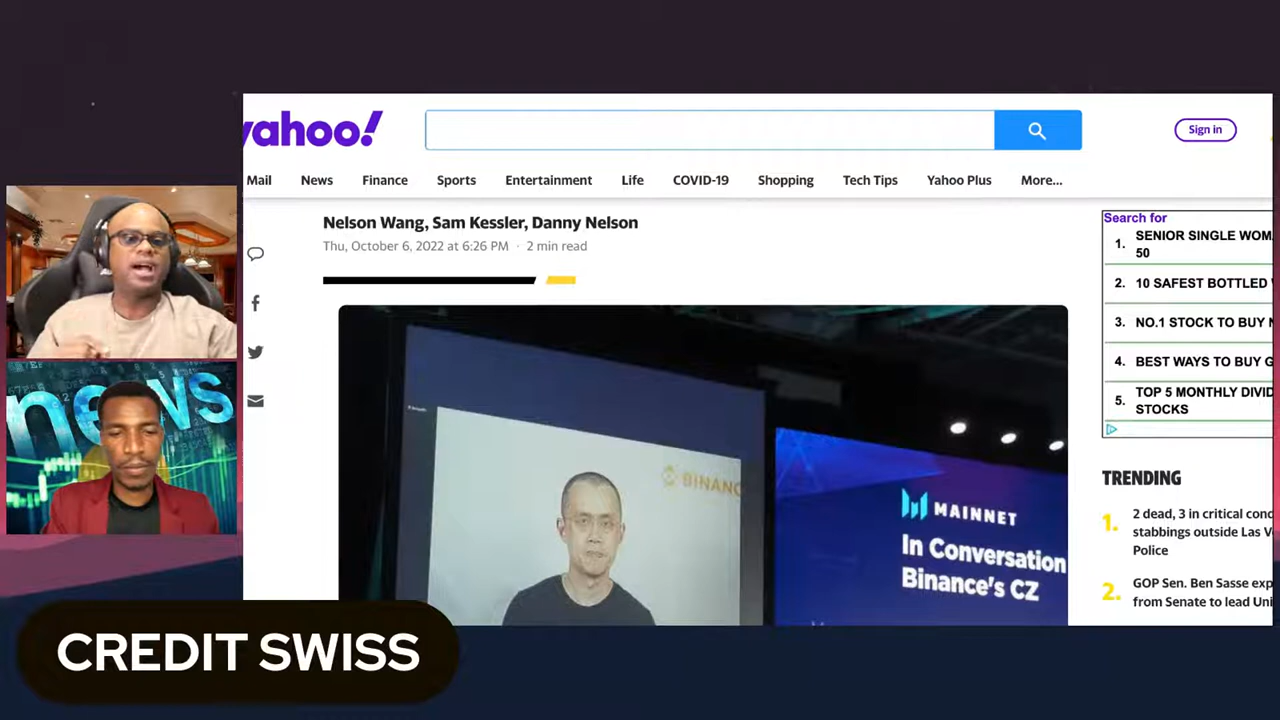 yahoo!
Sign in
Mail
News
Finance
Sports
Entertainment
Life
COVID-19
Shopping
Tech Tips
Yahoo Plus
More...
Nelson Wang, Sam Kessler, Danny Nelson
Thu, October 6, 2022 at 6:26 PM · 2 min read
BINANC
MAINNET
In Conversation
Binance's CZ
Search for
1. SENIOR SINGLE WOM
50
2. 10 SAFEST BOTTLED
3. NO.1 STOCK TO BUY
4. BEST WAYS TO BUY G
5. TOP 5 MONTHLY DIVID
STOCKS
TRENDING
1. 2 dead, 3 in critical conc
stabbings outside Las V
Police
2. GOP Sen. Ben Sasse exp
from Senate to lead Uni
news
CREDIT SWISS